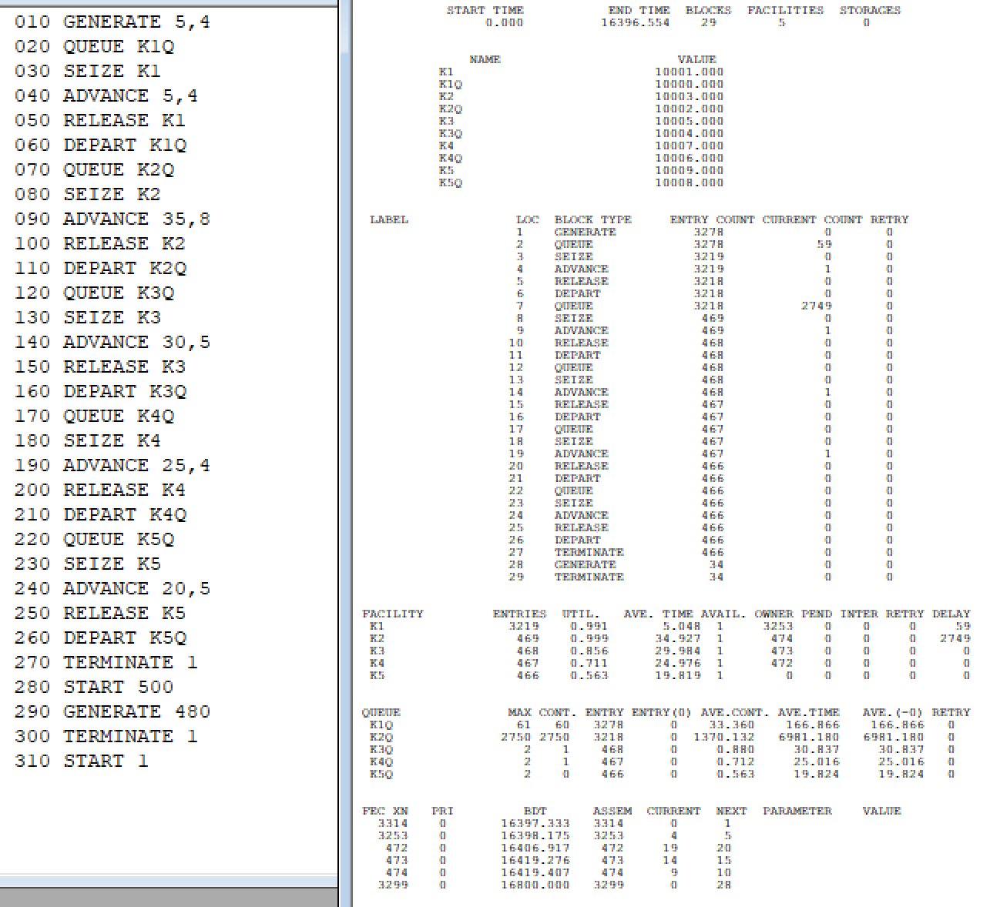 010 GENERATE 5,4
020 QUEUE K1Q
030 SEIZE K1
040 ADVANCE 5,4
050 RELEASE K1
060 DEPART K1Q
070 QUEUE K2Q
080 SEIZE K2
090 ADVANCE 35,8
100 RELEASE K2
110 DEPART K2Q
120 QUEUE K3Q
130 SEIZE K3
140 ADVANCE 30,5
150 RELEASE K3
160 DEPART K3Q
170 QUEUE K4Q
180 SEIZE K4
190 ADVANCE 25,4
200 RELEASE K4
210 DEPART K4Q
220 QUEUE K5Q
230 SEIZE K5
240 ADVANCE 20,5
250 RELEASE K5
260 DEPART K5Q
270 TERMINATE 1
280 START 500
290 GENERATE 480
300 TERMINATE 1
310 START 1
START TIME END TIME BLOCKS FACILITIES STORAGES
0.000 16396.554 29 5 0
NAME VALUE
K1 10001.000
K1Q 10000.000
K2 10003.000
K2Q 10002.000
K3 10005.000
K3Q 10004.000
K4 10007.000
K4Q 10006.000
K5 10009.000
K5Q 10008.000
LABEL LOC BLOCK TYPE ENTRY COUNT CURRENT COUNT RETRY
1 GENERATE 3278 0 0
2 QUEUE 3278 59 0
3 SEIZE 3219 0 0
4 ADVANCE 3219 1 0
5 RELEASE 3218 0 0
6 DEPART 3218 0 0
7 QUEUE 3218 2749 0
8 SEIZE 469 0 0
9 ADVANCE 469 1 0
10 RELEASE 468 0 0
11 DEPART 468 0 0
12 QUEUE 468 0 0
13 SEIZE 468 0 0
14 ADVANCE 468 1 0
15 RELEASE 467 0 0
16 DEPART 467 0 0
17 QUEUE 467 0 0
18 SEIZE 467 0 0
19 ADVANCE 467 1 0
20 RELEASE 466 0 0
21 DEPART 466 0 0
22 QUEUE 466 0 0
23 SEIZE 466 0 0
24 ADVANCE 466 0 0
25 RELEASE 466 0 0
26 DEPART 466 0 0
27 TERMINATE 466 0 0
28 GENERATE 34 0 0
29 TERMINATE 34 0 0
FACILITY ENTRIES UTIL. AVE. TIME AVAIL. OWNER PEND INTER RETRY DELAY
K1 3219 0.991 5.048 1 3253 0 0 0 59
K2 469 0.999 34.927 1 474 0 0 0 2749
K3 468 0.856 29.984 1 473 0 0 0 0
K4 467 0.711 24.976 1 472 0 0 0 0
K5 466 0.563 19.819 1 0 0 0 0 0
QUEUE MAX CONT. ENTRY ENTRY(0) AVE.CONT. AVE.TIME AVE.(-0) RETRY
K1Q 61 60 3278 0 33.360 166.866 166.866 0
K2Q 2750 2750 3218 0 1370.132 6981.180 6981.180 0
K3Q 2 1 468 0 0.880 30.837 30.837 0
K4Q 2 1 467 0 0.712 25.016 25.016 0
K5Q 2 0 466 0 0.563 19.824 19.824 0
FEC XN PRI BDT ASSEM CURRENT NEXT PARAMETER VALUE
3314 0 16397.333 3314 0 1
3253 0 16398.175 3253 4 5
472 0 16406.917 472 19 20
473 0 16419.276 473 14 15
474 0 16419.407 474 9 10
3299 0 16800.000 3299 0 28